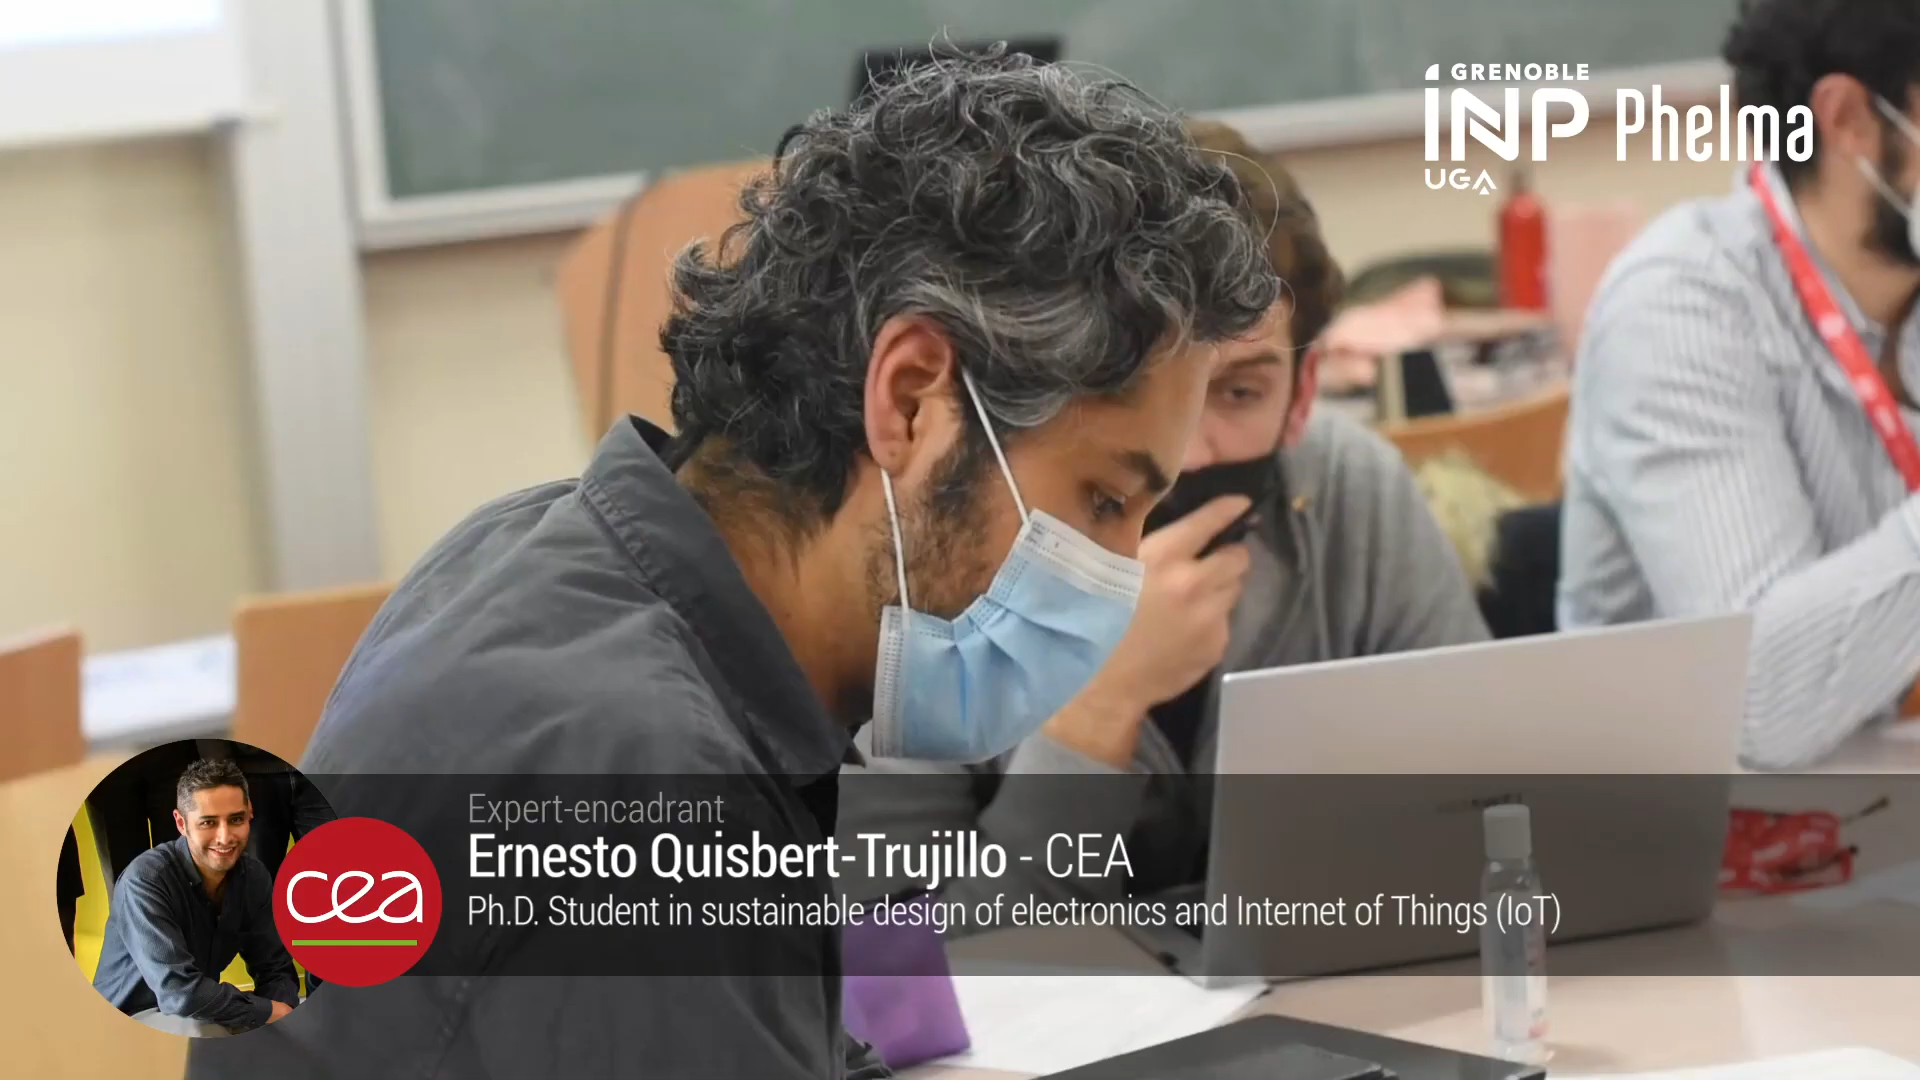 GRENOBLE
INP Phelma
UGA
Expert-encadrant
Ernesto Quisbert-Trujillo - CEA
cea
Ph.D. Student in sustainable design of electronics and Internet of Things (IoT)